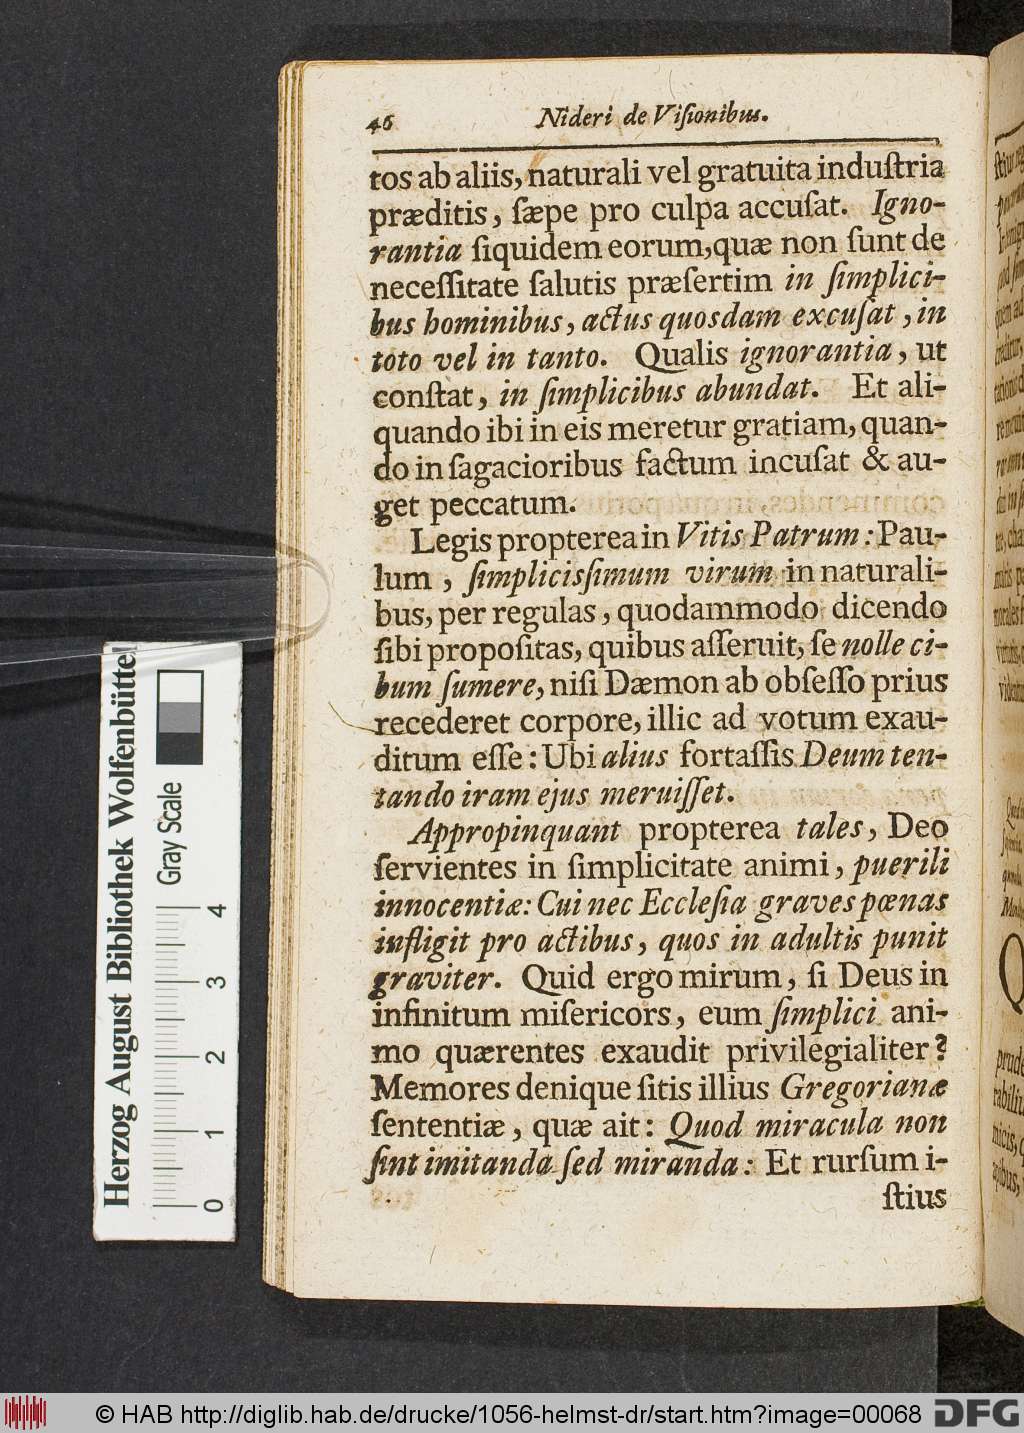 46 Nideri de Viſionibus.
tos ab aliis, naturali vel gratuita induſtria
præditis, ſæpe pro culpa accuſat. Igno-
rantia ſiquidem eorum, quæ non ſunt de
neceſſitate ſalutis præſertim in ſimplici-
bus hominibus, actus quosdam excuſat, in
toto vel in tanto. Qualis ignorantia, ut
conſtat, in ſimplicibus abundat. Et ali-
quando ibi in eis meretur gratiam, quan-
do in ſagacioribus factum incuſat & au-
get peccatum.
Legis propterea in Vitis Patrum: Pau-
lum, ſimplicisſimum virum in naturali-
bus, per regulas, quodammodo dicendo
ſibi propoſitas, quibus aſſeruit, ſe nolle ci-
bum ſumere, niſi Dæmon ab obſeſſo prius
recederet corpore, illic ad votum exau-
ditum eſſe: Ubi alius fortaſſis Deum ten-
tando iram ejus meruiſſet.
Appropinquant propterea tales, Deo
ſervientes in ſimplicitate animi, puerili
innocentiæ: Cui nec Eccleſia graves pœnas
infligit pro actibus, quos in adultis punit
graviter. Quid ergo mirum, ſi Deus in
infinitum miſericors, eum ſimplici ani-
mo quærentes exaudit privilegialiter?
Memores denique ſitis illius Gregorianæ
ſententiæ, quæ ait: Quod miracula non
ſint imitanda ſed miranda: Et rurſum i-
ſtius
Herzog August Bibliothek Wolfenbüttel
Gray Scale
0 1 2 3 4
© HAB http://diglib.hab.de/drucke/1056-helmst-dr/start.htm?image=00068
DFG